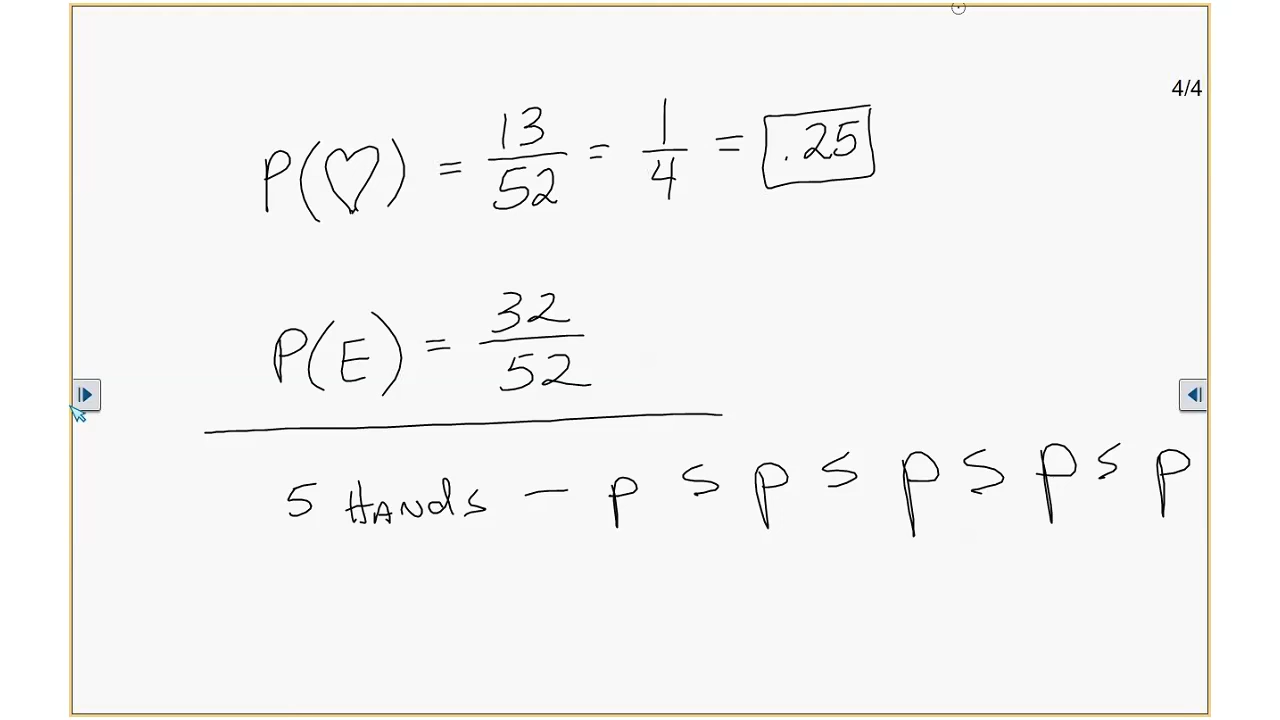 4/4
P(♡) = 13/52 = 1/4 = .25
P(E) = 32/52
5 HANdS — p s p s p s p s p